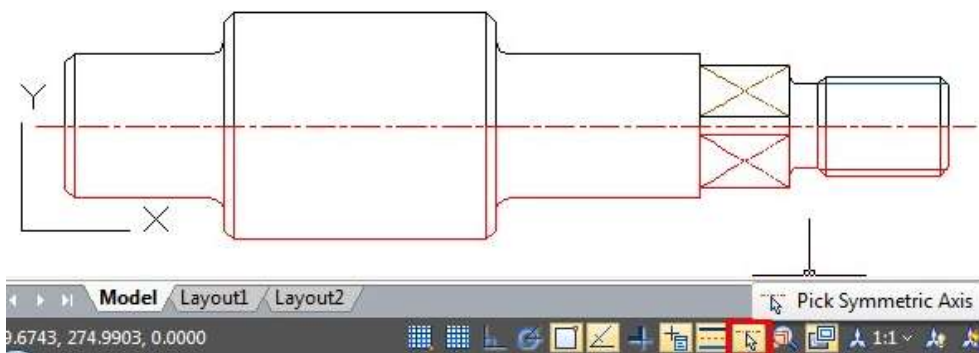 Y
X
Model Layout1 Layout2
Pick Symmetric Axis
9.6743, 274.9903, 0.0000
1:1